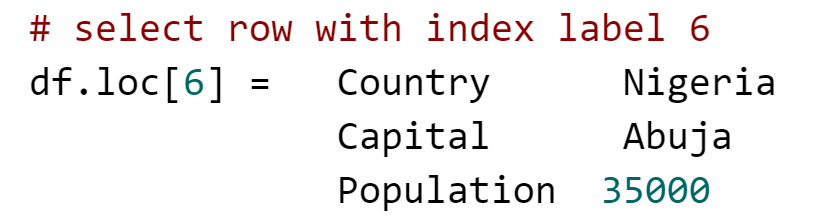 # select row with index label 6
df.loc[6] = Country Nigeria
Capital Abuja
Population 35000